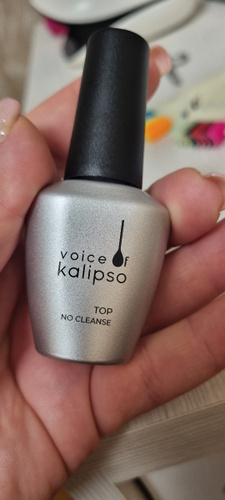 voice of
kalipso
TOP
NO CLEANSE